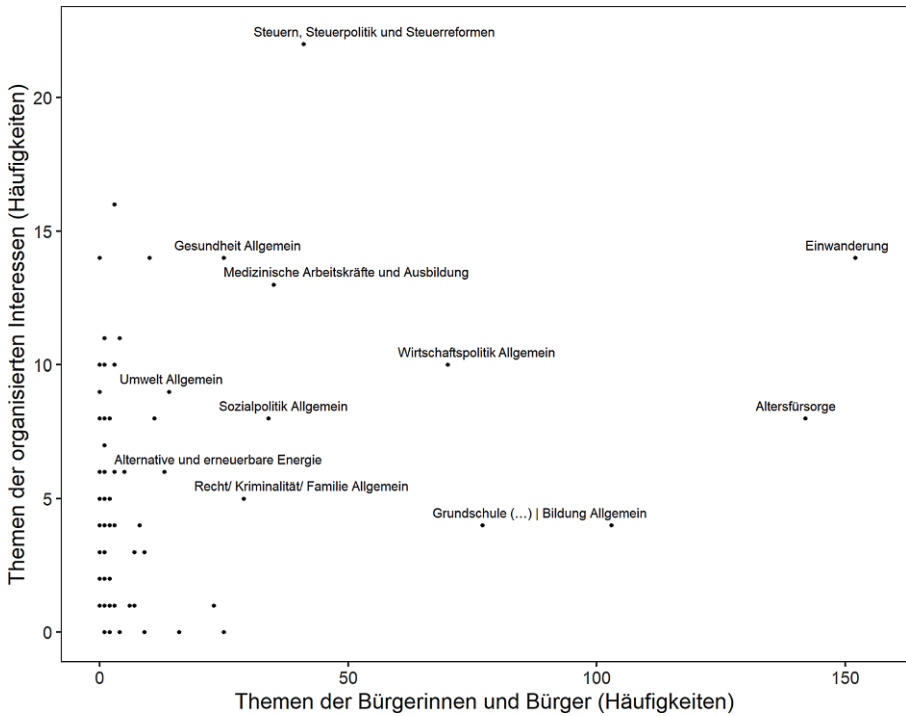 Steuern, Steuerpolitik und Steuerreformen
20
15
Gesundheit Allgemein
Einwanderung
Medizinische Arbeitskräfte und Ausbildung
Wirtschaftspolitik Allgemein
10
Umwelt Allgemein
Sozialpolitik Allgemein
Altersfürsorge
Alternative und erneuerbare Energie
Recht/ Kriminalität/ Familie Allgemein
5
Grundschule (…) | Bildung Allgemein
0
Themen der organisierten Interessen (Häufigkeiten)
0 50 100 150
Themen der Bürgerinnen und Bürger (Häufigkeiten)